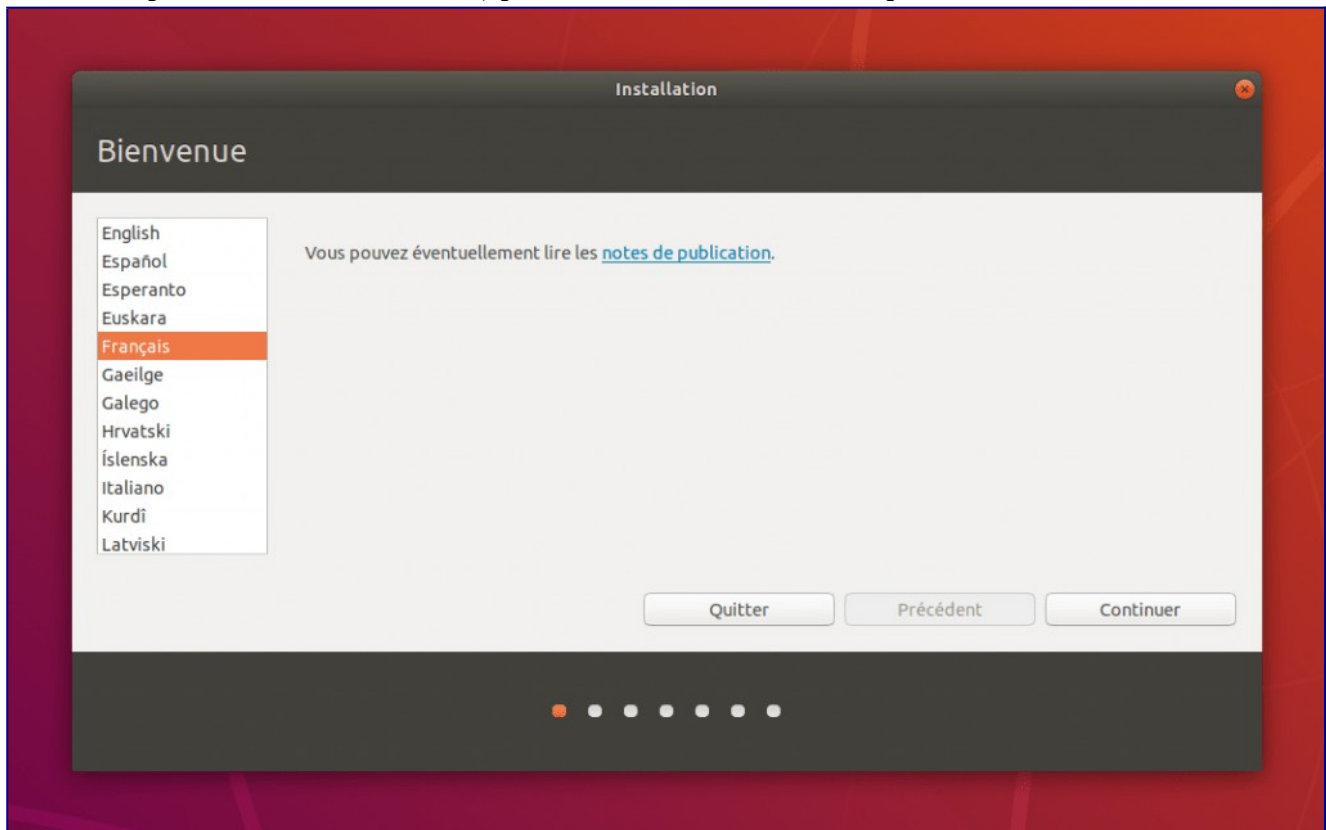 Installation
Bienvenue
English
Español
Esperanto
Euskara
Français
Gaeilge
Galego
Hrvatski
Íslenska
Italiano
Kurdî
Latviski
Vous pouvez éventuellement lire les notes de publication.
Quitter
Précédent
Continuer